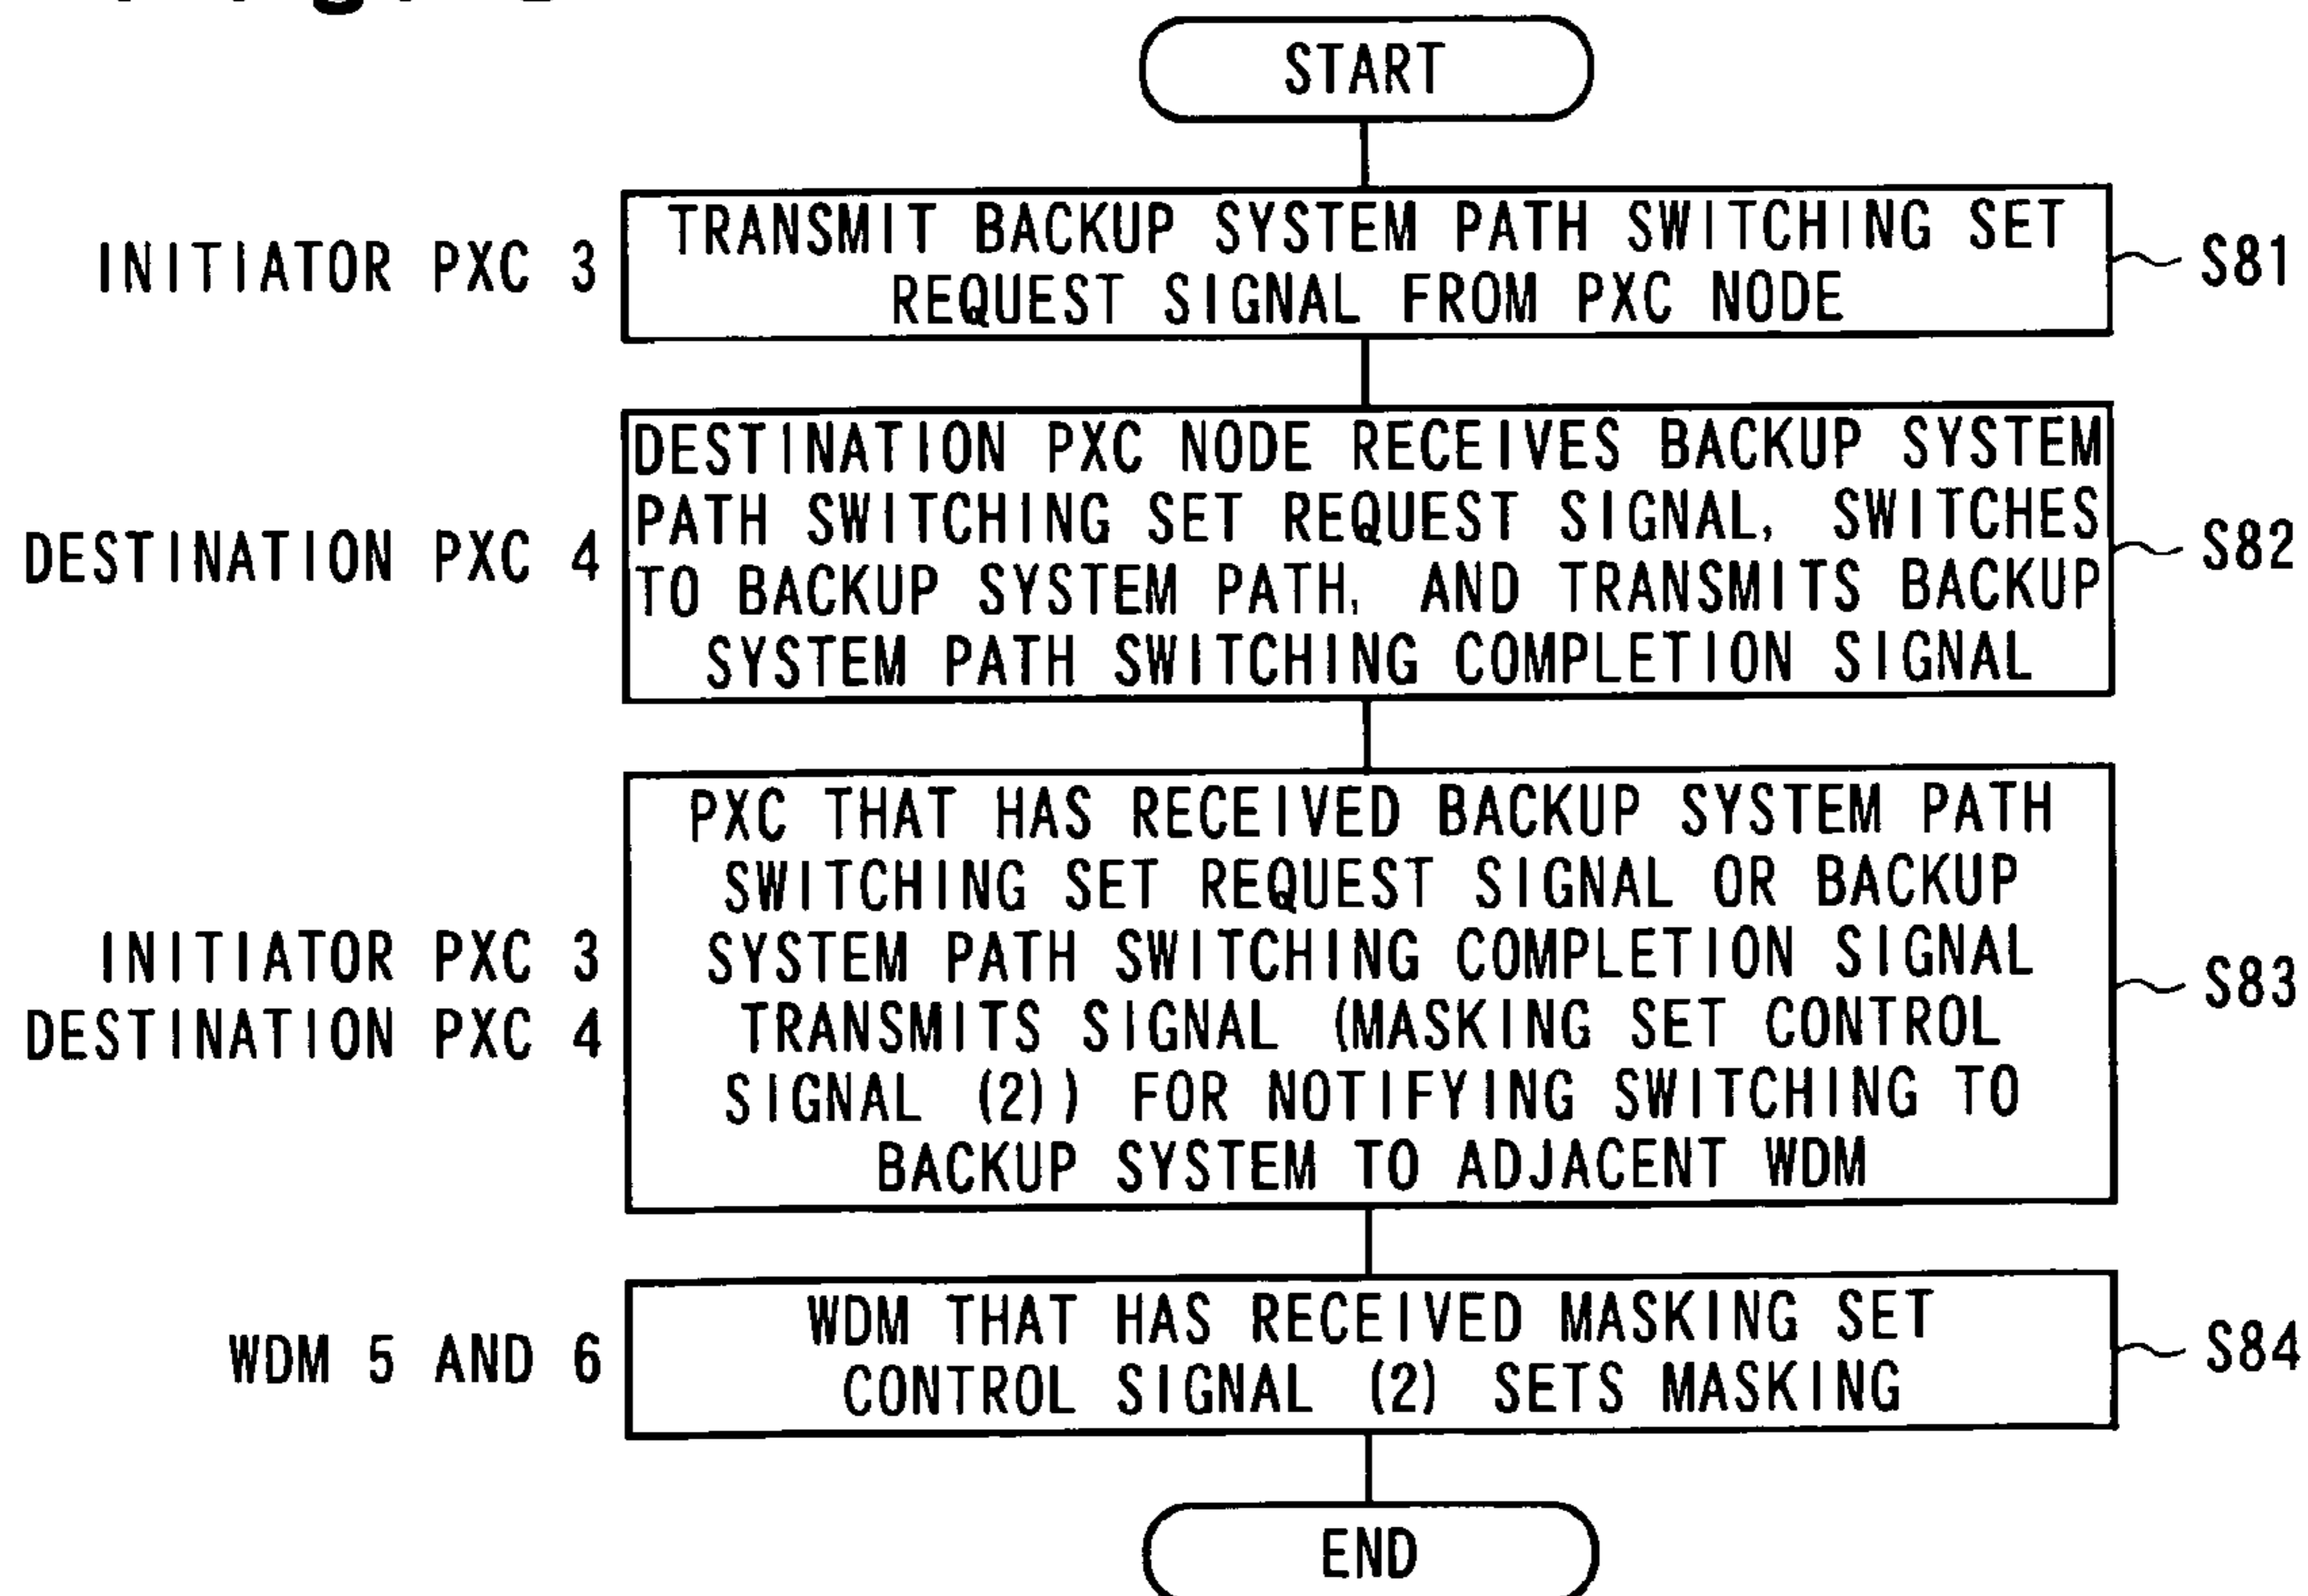 START
INITIATOR PXC 3
TRANSMIT BACKUP SYSTEM PATH SWITCHING SET
REQUEST SIGNAL FROM PXC NODE
S81
DESTINATION PXC 4
DESTINATION PXC NODE RECEIVES BACKUP SYSTEM
PATH SWITCHING SET REQUEST SIGNAL, SWITCHES
TO BACKUP SYSTEM PATH, AND TRANSMITS BACKUP
SYSTEM PATH SWITCHING COMPLETION SIGNAL
S82
INITIATOR PXC 3
DESTINATION PXC 4
PXC THAT HAS RECEIVED BACKUP SYSTEM PATH
SWITCHING SET REQUEST SIGNAL OR BACKUP
SYSTEM PATH SWITCHING COMPLETION SIGNAL
TRANSMITS SIGNAL (MASKING SET CONTROL
SIGNAL (2)) FOR NOTIFYING SWITCHING TO
BACKUP SYSTEM TO ADJACENT WDM
S83
WDM 5 AND 6
WDM THAT HAS RECEIVED MASKING SET
CONTROL SIGNAL (2) SETS MASKING
S84
END